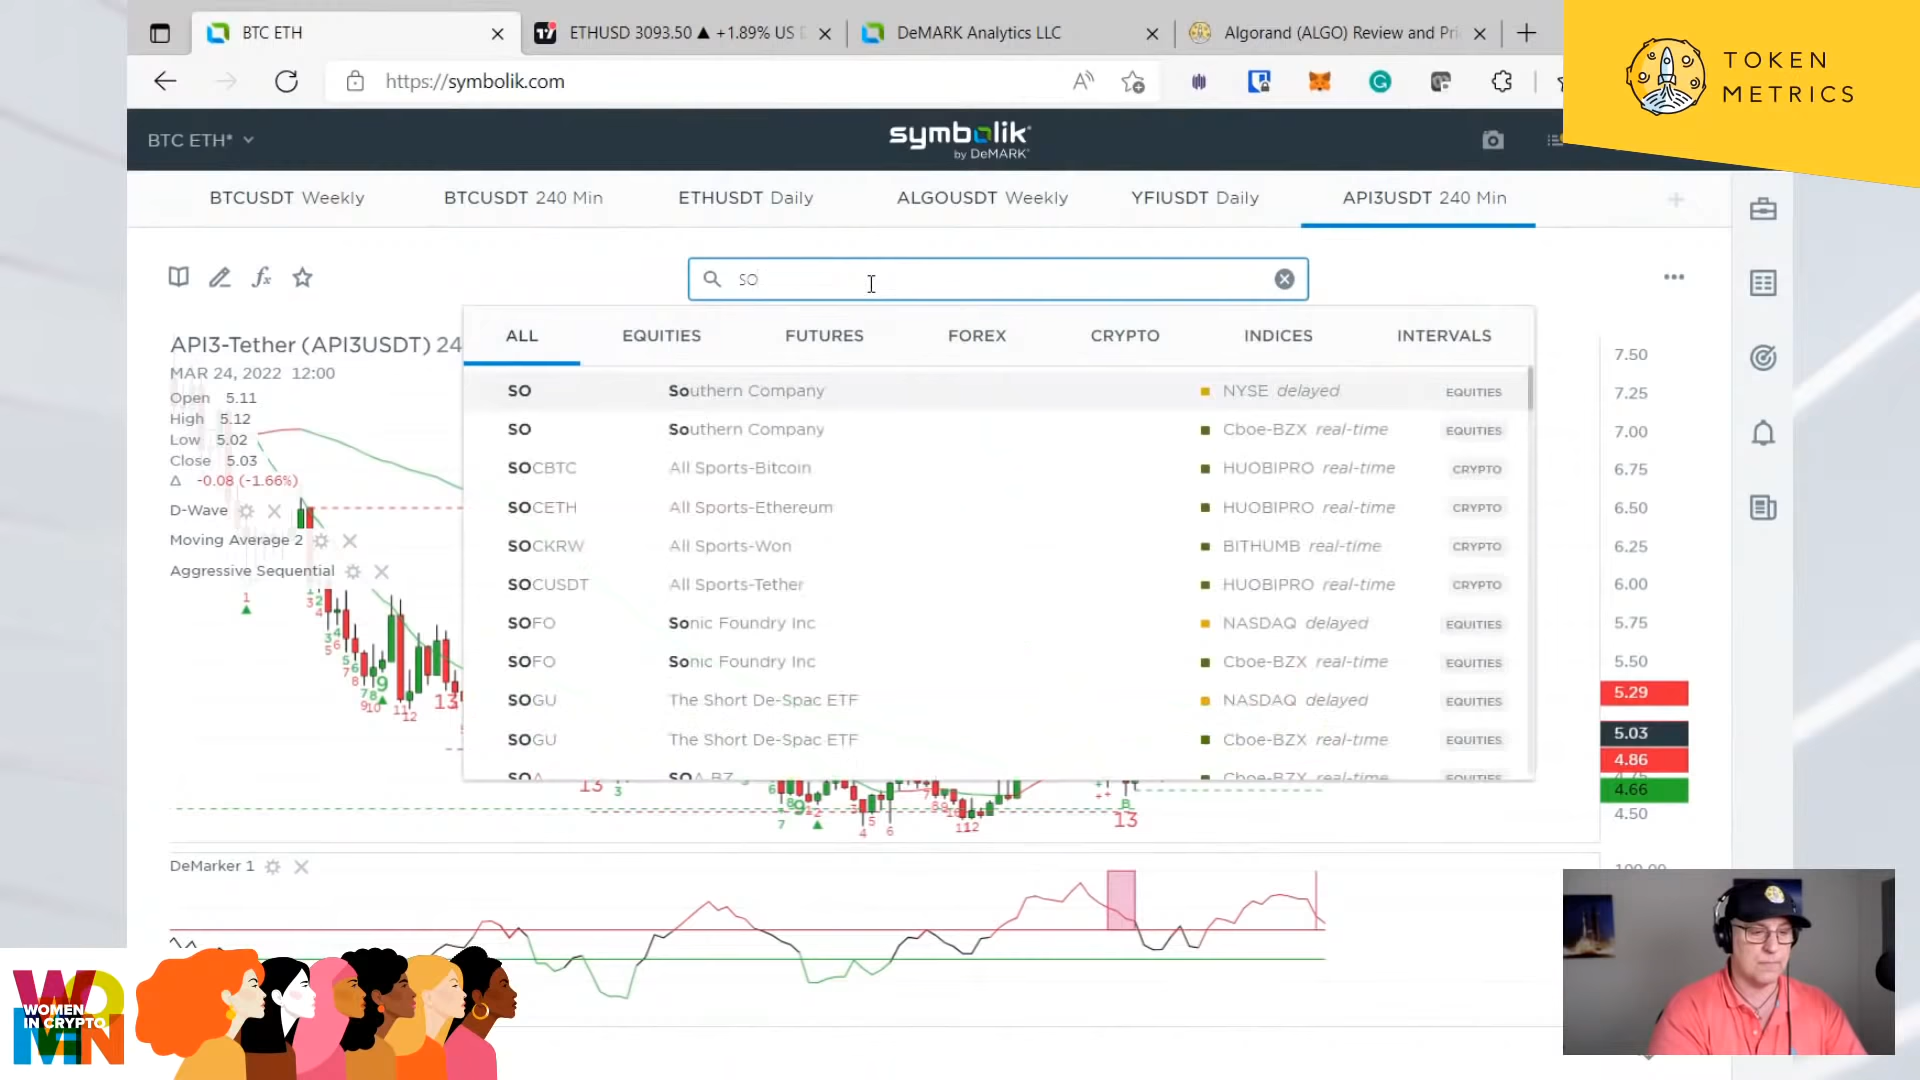 BTC ETH
ETHUSD 3093.50 ▲ +1.89% US
DeMARK Analytics LLC
Algorand (ALGO) Review and Pri
TOKEN
METRICS
https://symbolik.com
BTC ETH*
symbolik
by DeMARK
BTCUSDT Weekly
BTCUSDT 240 Min
ETHUSDT Daily
ALGOUSDT Weekly
YFIUSDT Daily
API3USDT 240 Min
SO
ALL EQUITIES FUTURES FOREX CRYPTO INDICES INTERVALS
SO Southern Company NYSE delayed EQUITIES
SO Southern Company Cboe-BZX real-time EQUITIES
SOCBTC All Sports-Bitcoin HUOBIPRO real-time CRYPTO
SOCETH All Sports-Ethereum HUOBIPRO real-time CRYPTO
SOCKRW All Sports-Won BITHUMB real-time CRYPTO
SOCUSDT All Sports-Tether HUOBIPRO real-time CRYPTO
SOFO Sonic Foundry Inc NASDAQ delayed EQUITIES
SOFO Sonic Foundry Inc Cboe-BZX real-time EQUITIES
SOGU The Short De-Spac ETF NASDAQ delayed EQUITIES
SOGU The Short De-Spac ETF Cboe-BZX real-time EQUITIES
Cboe-BZX real-time EQUITIES
API3-Tether (API3USDT) 24
MAR 24, 2022 12:00
Open 5.11
High 5.12
Low 5.02
Close 5.03
Δ -0.08 (-1.66%)
D-Wave
Moving Average 2
Aggressive Sequential
7.50
7.25
7.00
6.75
6.50
6.25
6.00
5.75
5.50
5.29
5.03
4.86
4.75
4.66
4.50
100.00
DeMarker 1
WOMEN
WOMEN
IN CRYPTO